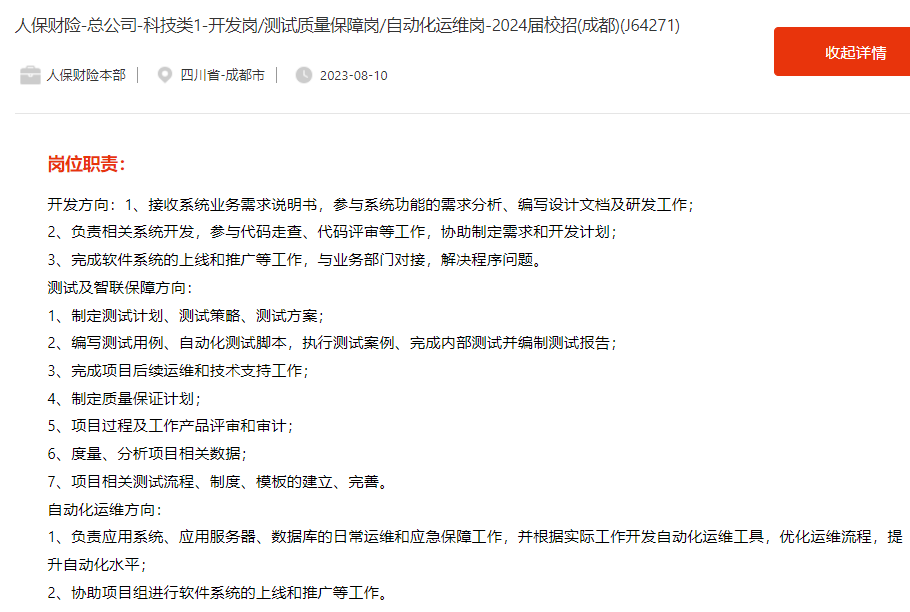 人保财险-总公司-科技类1-开发岗/测试质量保障岗/自动化运维岗-2024届校招(成都)(J64271)
收起详情
人保财险本部 | 四川省-成都市 | 2023-08-10
岗位职责：
开发方向：1、接收系统业务需求说明书，参与系统功能的需求分析、编写设计文档及研发工作；
2、负责相关系统开发，参与代码走查、代码评审等工作，协助制定需求和开发计划；
3、完成软件系统的上线和推广等工作，与业务部门对接，解决程序问题。
测试及智联保障方向：
1、制定测试计划、测试策略、测试方案；
2、编写测试用例、自动化测试脚本，执行测试案例、完成内部测试并编制测试报告；
3、完成项目后续运维和技术支持工作；
4、制定质量保证计划；
5、项目过程及工作产品评审和审计；
6、度量、分析项目相关数据；
7、项目相关测试流程、制度、模板的建立、完善。
自动化运维方向：
1、负责应用系统、应用服务器、数据库的日常运维和应急保障工作，并根据实际工作开发自动化运维工具，优化运维流程，提
升自动化水平；
2、协助项目组进行软件系统的上线和推广等工作。